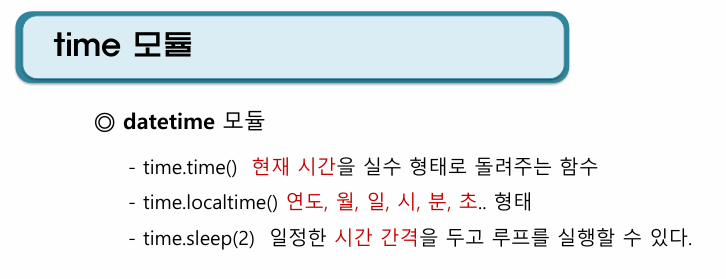 time 모듈
◎ datetime 모듈
- time.time() 현재 시간을 실수 형태로 돌려주는 함수
- time.localtime() 연도, 월, 일, 시, 분, 초.. 형태
- time.sleep(2) 일정한 시간 간격을 두고 루프를 실행할 수 있다.